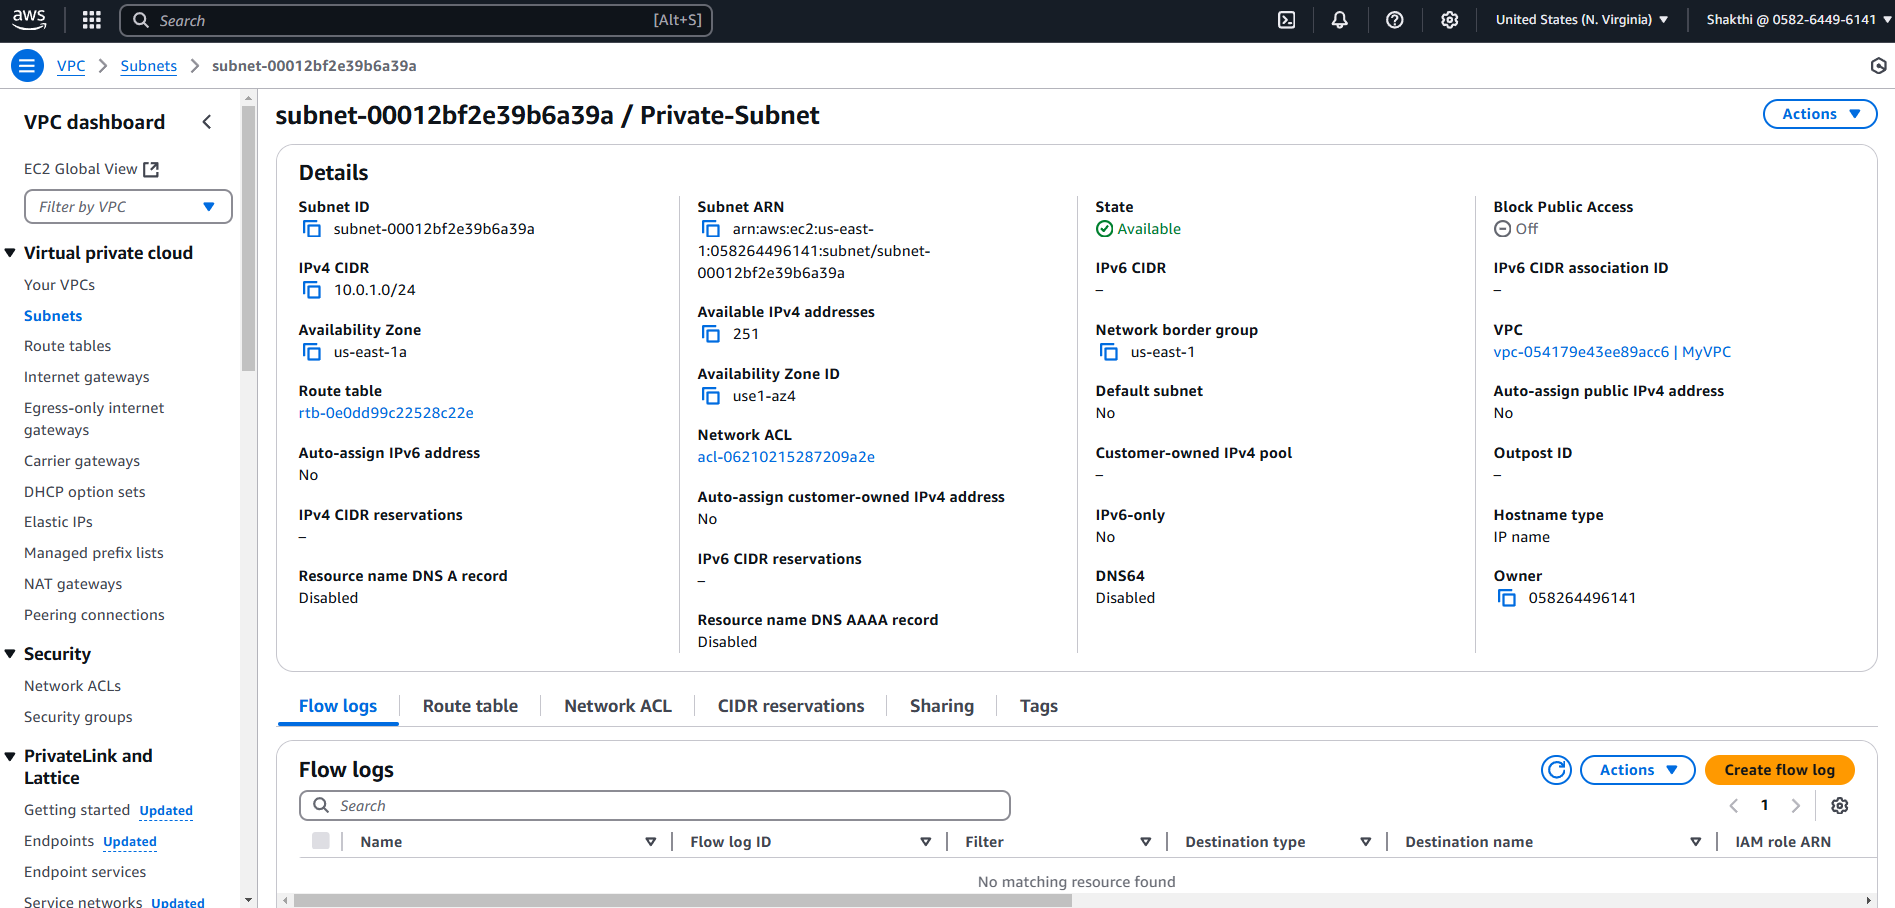 aws
Search
[Alt+S]
United States (N. Virginia)
Shakthi @ 0582-6449-6141
VPC
Subnets
subnet-00012bf2e39b6a39a
VPC dashboard
EC2 Global View
Filter by VPC
Virtual private cloud
Your VPCs
Subnets
Route tables
Internet gateways
Egress-only internet
gateways
Carrier gateways
DHCP option sets
Elastic IPs
Managed prefix lists
NAT gateways
Peering connections
Security
Network ACLs
Security groups
PrivateLink and
Lattice
Getting started Updated
Endpoints Updated
Endpoint services
Service networks Updated
subnet-00012bf2e39b6a39a / Private-Subnet
Actions
Details
Subnet ID
subnet-00012bf2e39b6a39a
IPv4 CIDR
10.0.1.0/24
Availability Zone
us-east-1a
Route table
rtb-0e0dd99c22528c22e
Auto-assign IPv6 address
No
IPv4 CIDR reservations
–
Resource name DNS A record
Disabled
Subnet ARN
arn:aws:ec2:us-east-
1:058264496141:subnet/subnet-
00012bf2e39b6a39a
Available IPv4 addresses
251
Availability Zone ID
use1-az4
Network ACL
acl-06210215287209a2e
Auto-assign customer-owned IPv4 address
No
IPv6 CIDR reservations
–
Resource name DNS AAAA record
Disabled
State
Available
IPv6 CIDR
–
Network border group
us-east-1
Default subnet
No
Customer-owned IPv4 pool
–
IPv6-only
No
DNS64
Disabled
Block Public Access
Off
IPv6 CIDR association ID
–
VPC
vpc-054179e43ee89acc6 | MyVPC
Auto-assign public IPv4 address
No
Outpost ID
–
Hostname type
IP name
Owner
058264496141
Flow logs
Route table
Network ACL
CIDR reservations
Sharing
Tags
Flow logs
Actions
Create flow log
Search
1
Name
Flow log ID
Filter
Destination type
Destination name
IAM role ARN
No matching resource found